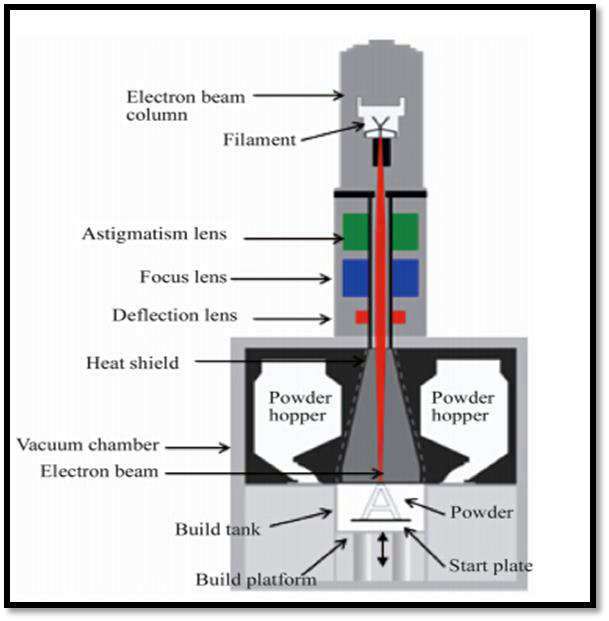 Electron beam
column
Filament
Astigmatism lens
Focus lens
Deflection lens
Heat shield
Powder
hopper
Powder
hopper
Vacuum chamber
Electron beam
Powder
Build tank
Start plate
Build platform